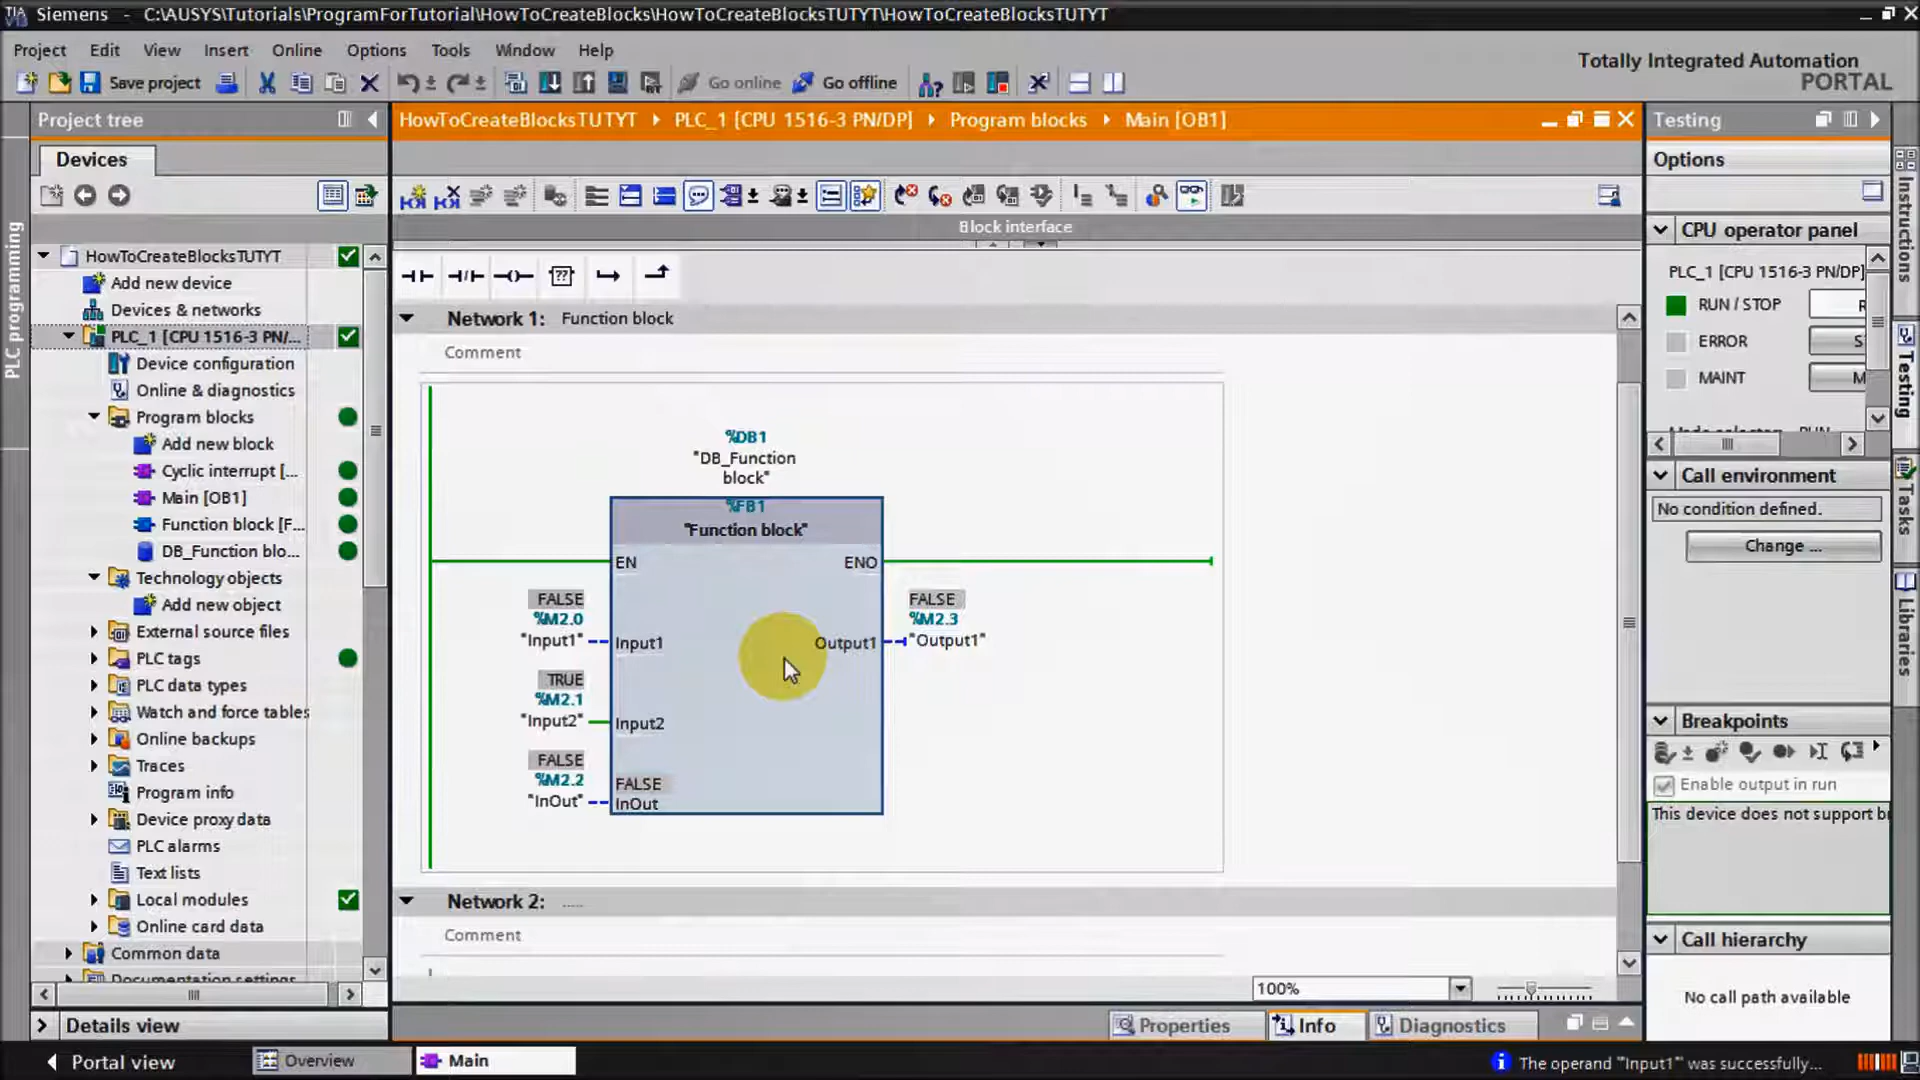 Siemens - C:\AUSYS\Tutorials\ProgramForTutorial\HowToCreateBlocks\HowToCreateBlocksTUTYT\HowToCreateBlocksTUTYT
Project Edit View Insert Online Options Tools Window Help
Totally Integrated Automation
PORTAL
Save project Go online Go offline
Project tree
HowToCreateBlocksTUTYT PLC_1 [CPU 1516-3 PN/DP] Program blocks Main [OB1]
Testing
Devices
Options
PLC programming
Block interface
CPU operator panel
PLC_1 [CPU 1516-3 PN/DP]
RUN / STOP R
ERROR S
MAINT M
HowToCreateBlocksTUTYT
Add new device
Devices & networks
PLC_1 [CPU 1516-3 PN/...
Device configuration
Online & diagnostics
Program blocks
Add new block
Cyclic interrupt [...
Main [OB1]
Function block [F...
DB_Function blo...
Technology objects
Add new object
External source files
PLC tags
PLC data types
Watch and force tables
Online backups
Traces
Program info
Device proxy data
PLC alarms
Text lists
Local modules
Online card data
Common data
Documentation settings
Details view
??
Network 1: Function block
Comment
%DB1
"DB_Function
block"
%FB1
"Function block"
EN ENO
FALSE
%M2.0
"Input1" Input1
FALSE
%M2.3
Output1 "Output1"
TRUE
%M2.1
"Input2" Input2
FALSE
%M2.2
"InOut"
FALSE
InOut
Network 2: .....
Comment
100%
Properties Info Diagnostics
Call environment
No condition defined.
Change ...
Breakpoints
Enable output in run
This device does not support b
Call hierarchy
No call path available
Instructions
Testing
Tasks
Libraries
Portal view Overview Main
The operand "Input1" was successfully...